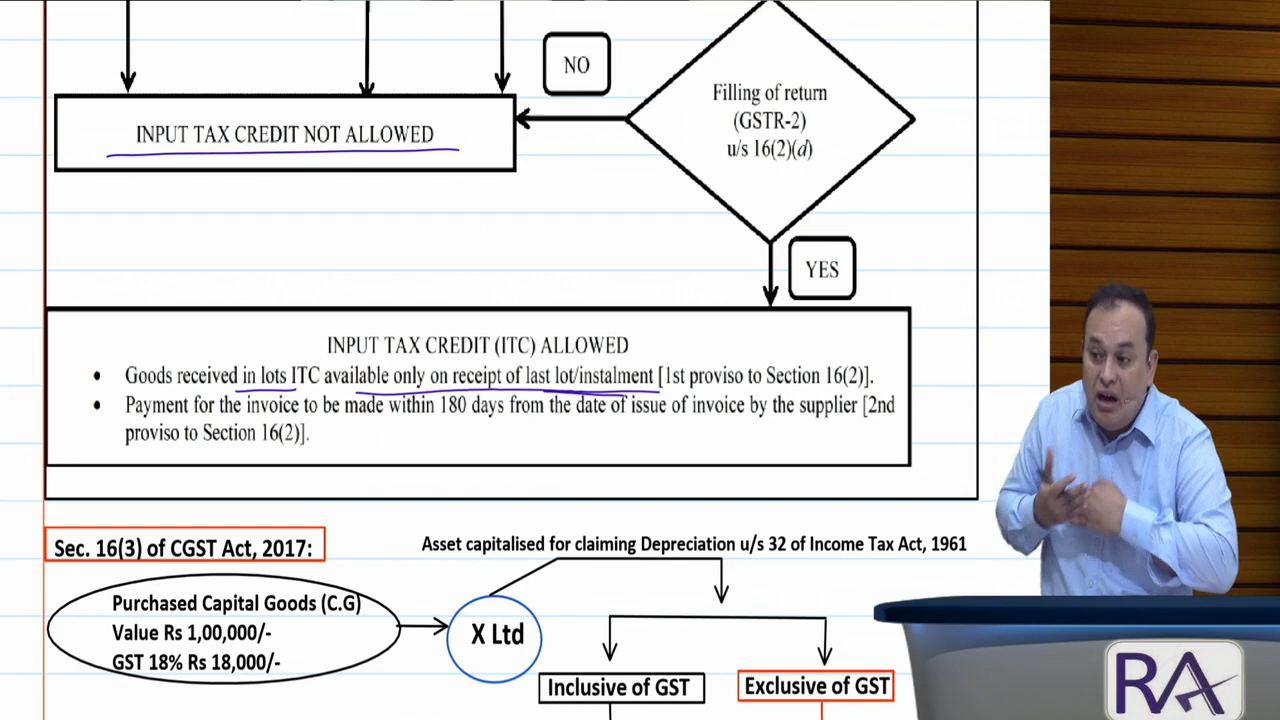 NO
Filling of return
(GSTR-2)
u/s 16(2)(d)
INPUT TAX CREDIT NOT ALLOWED
YES
INPUT TAX CREDIT (ITC) ALLOWED
• Goods received in lots ITC available only on receipt of last lot/instalment [1st proviso to Section 16(2)].
• Payment for the invoice to be made within 180 days from the date of issue of invoice by the supplier [2nd
proviso to Section 16(2)].
Sec. 16(3) of CGST Act, 2017:
Asset capitalised for claiming Depreciation u/s 32 of Income Tax Act, 1961
Purchased Capital Goods (C.G)
Value Rs 1,00,000/-
GST 18% Rs 18,000/-
X Ltd
Inclusive of GST
Exclusive of GST
RA